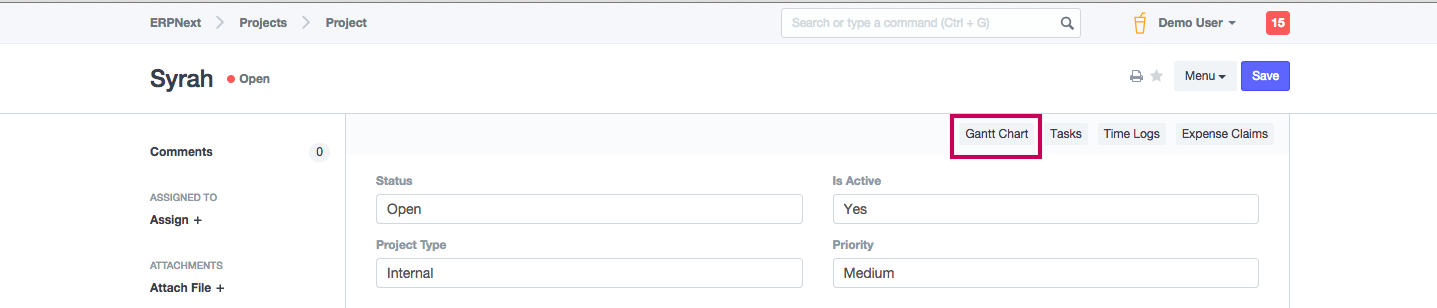 ERPNext Projects Project Search or type a command (Ctrl + G) Demo User 15
Syrah Open Menu Save
Gantt Chart Tasks Time Logs Expense Claims
Comments 0
ASSIGNED TO
Assign +
ATTACHMENTS
Attach File +
Status Is Active
Open Yes
Project Type Priority
Internal Medium